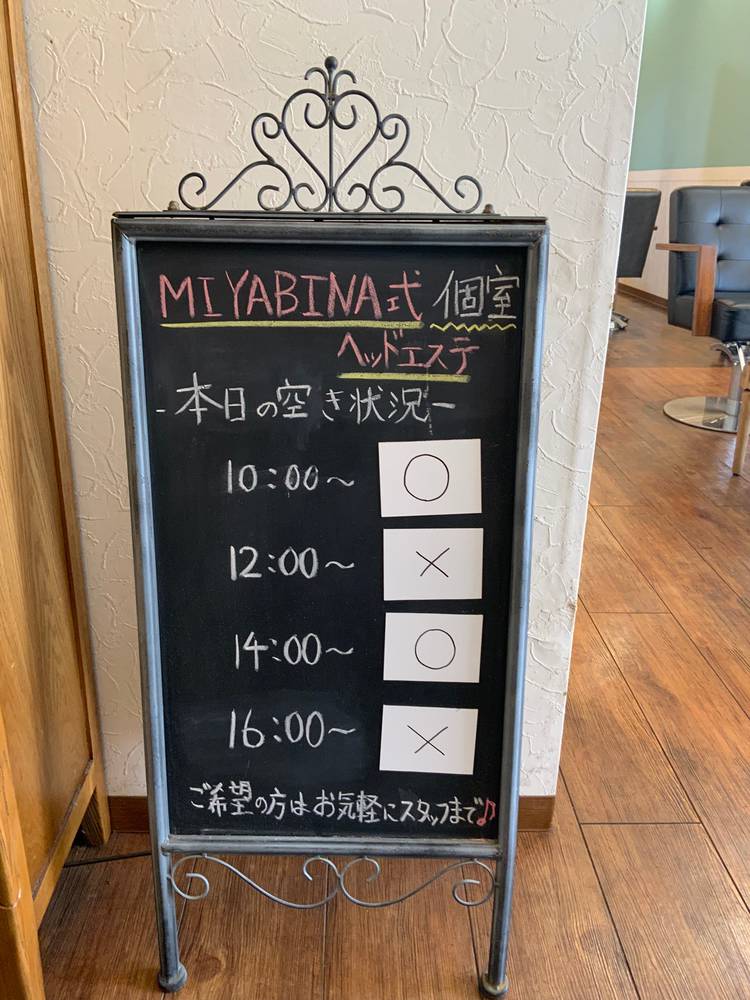 MIYABINA式 個室
ヘッドエステ
-本日の空き状況-
10:00~ ○
12:00~ ×
14:00~ ○
16:00~ ×
ご希望の方はお気軽にスタッフまで♪